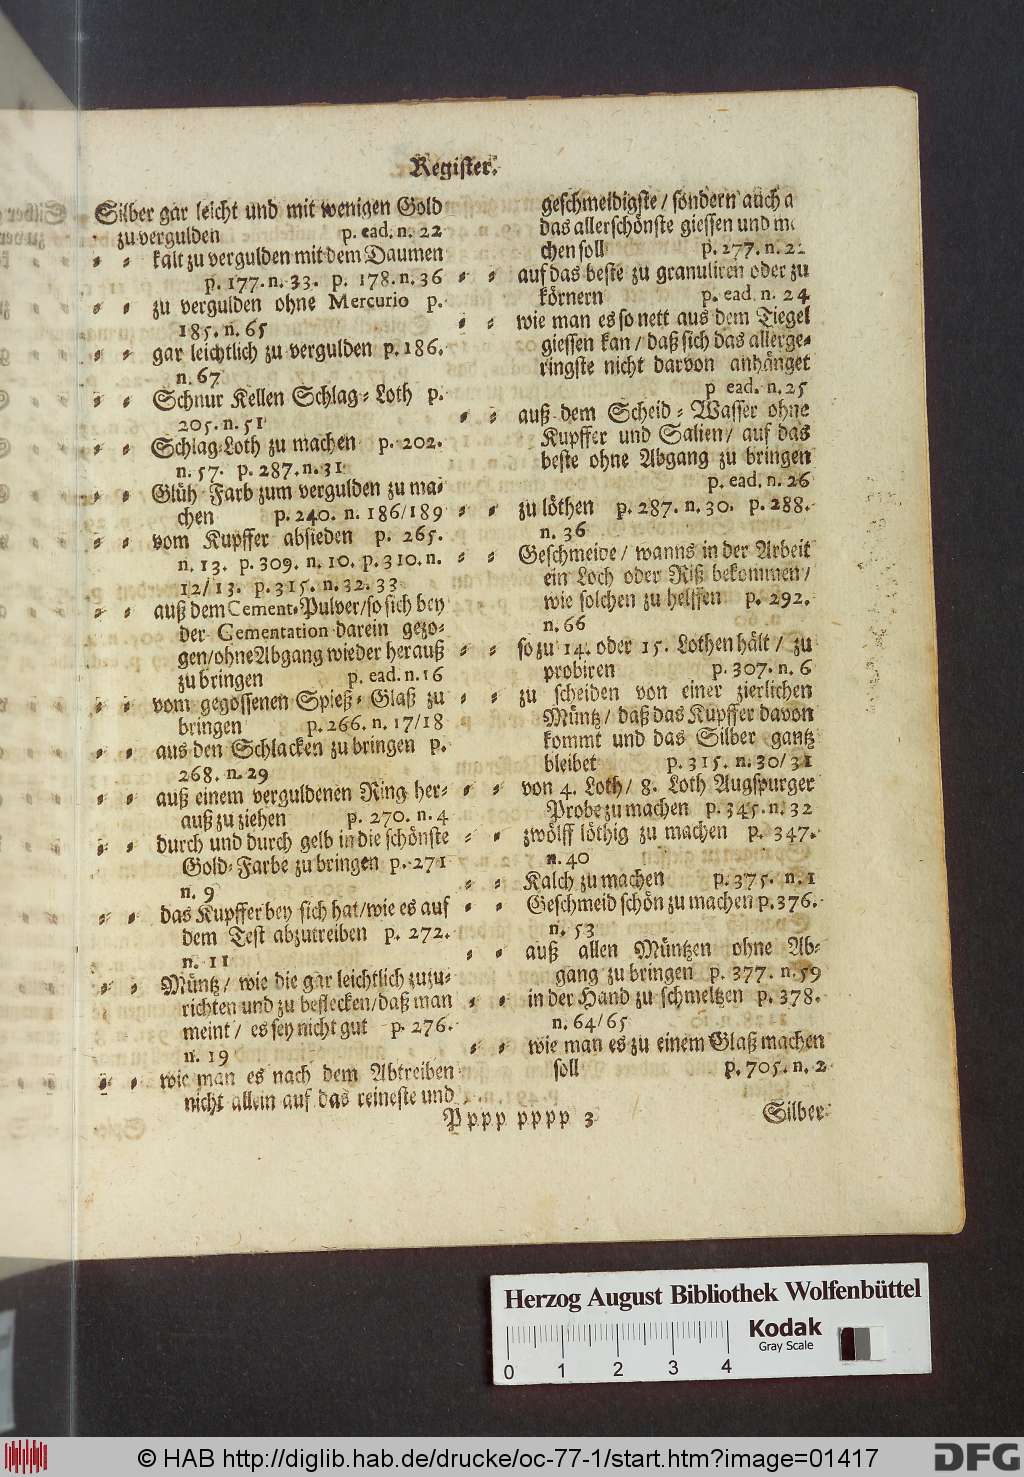 Register.
Silber gar leicht und mit wenigen Gold
zu vergulden p. ead. n. 22
⸗ ⸗ kalt zu vergulden mit dem Daumen
p. 177. n. 33. p. 178. n. 36
⸗ ⸗ zu vergulden ohne Mercurio p.
185. n. 65
⸗ ⸗ gar leichtlich zu vergulden p. 186.
n. 67
⸗ ⸗ Schnur Kellen Schlag⸗Loth p.
205. n. 51
⸗ ⸗ Schlag⸗Loth zu machen p. 202.
n. 57. p. 287. n. 31
⸗ ⸗ Glüh Farb zum vergulden zu ma⸗
chen p. 240. n. 186/189
⸗ ⸗ vom Kupffer absieden p. 265.
n. 13. p. 309. n. 10. p. 310. n.
12/13. p. 315. n. 32. 33
⸗ ⸗ auß dem Cement⸗Pulver/ so sich bey
der Cementation darein gezo⸗
gen/ ohne Abgang wieder herauß
zu bringen p. ead. n. 16
⸗ ⸗ vom gegossenen Spieß⸗Glaß zu
bringen p. 266. n. 17/18
⸗ ⸗ aus den Schlacken zu bringen p.
268. n. 29
⸗ ⸗ auß einem verguldenen Ring her⸗
auß zu ziehen p. 270. n. 4
⸗ ⸗ durch und durch gelb in die schönste
Gold⸗Farbe zu bringen p. 271
n. 9
⸗ ⸗ das Kupffer bey sich hat/ wie es auf
dem Test abzutreiben p. 272.
n. 11
⸗ ⸗ Müntz/ wie die gar leichtlich zuzu⸗
richten und zu beflecken/ daß man
meint/ es sey nicht gut p. 276.
n. 19
⸗ ⸗ wie man es nach dem Abtreiben
nicht allein auf das reineste und
geschmeidigste/ sondern auch a
das allerschönste giessen und m
chen soll p. 277. n. 22
⸗ ⸗ auf das beste zu granuliren oder zu
körnern p. ead. n. 24
⸗ ⸗ wie man es so nett aus dem Tiegel
giessen kan/ daß sich das allerge⸗
ringste nicht darvon anhänget
p ead. n. 25
⸗ ⸗ auß dem Scheid⸗Wasser ohne
Kupffer und Salien/ auf das
beste ohne Abgang zu bringen
p. ead. n. 26
⸗ ⸗ zu löthen p. 287. n. 30. p. 288.
n. 36
⸗ ⸗ Geschmeide/ wanns in der Arbeit
ein Loch oder Riß bekommen/
wie solchen zu helffen p. 292.
n. 66
⸗ ⸗ so zu 14. oder 15. Lothen hält/ zu
probiren p. 307. n. 6
⸗ ⸗ zu scheiden von einer zierlichen
Müntz/ daß das Kupffer davon
kommt und das Silber gantz
bleibet p. 315. n. 30/31
⸗ ⸗ von 4. Loth/ 8. Loth Augspurger
Probe zu machen p. 345. n. 32
⸗ ⸗ zwölff löthig zu machen p. 347.
n. 40
⸗ ⸗ Kalch zu machen p. 375. n. 1
⸗ ⸗ Geschmeid schön zu machen p. 376.
n. 53
⸗ ⸗ auß allen Müntzen ohne Ab⸗
gang zu bringen p. 377. n. 59
⸗ ⸗ in der Hand zu schmeltzen p. 378.
n. 64/65
⸗ ⸗ wie man es zu einem Glaß machen
soll p. 705. n. 2
Pppp pppp 3
Silber
Herzog August Bibliothek Wolfenbüttel
Kodak
Gray Scale
0 1 2 3 4
© HAB http://diglib.hab.de/drucke/oc-77-1/start.htm?image=01417
DFG